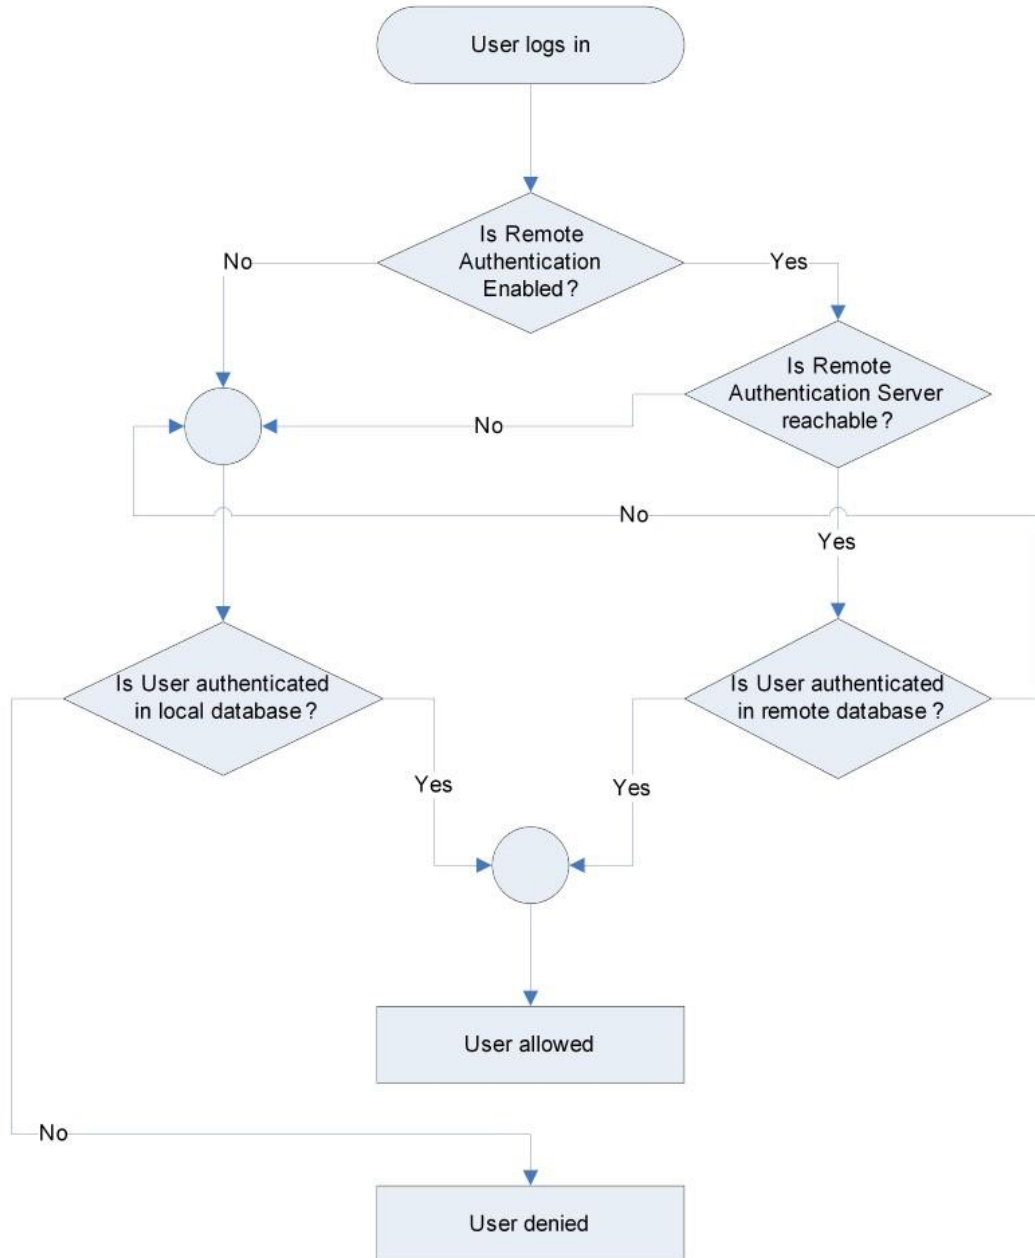 User logs in
Is Remote
Authentication
Enabled?
No
Yes
Is Remote
Authentication Server
reachable?
No
No
Yes
Is User authenticated
in local database?
Is User authenticated
in remote database?
Yes
Yes
User allowed
No
User denied